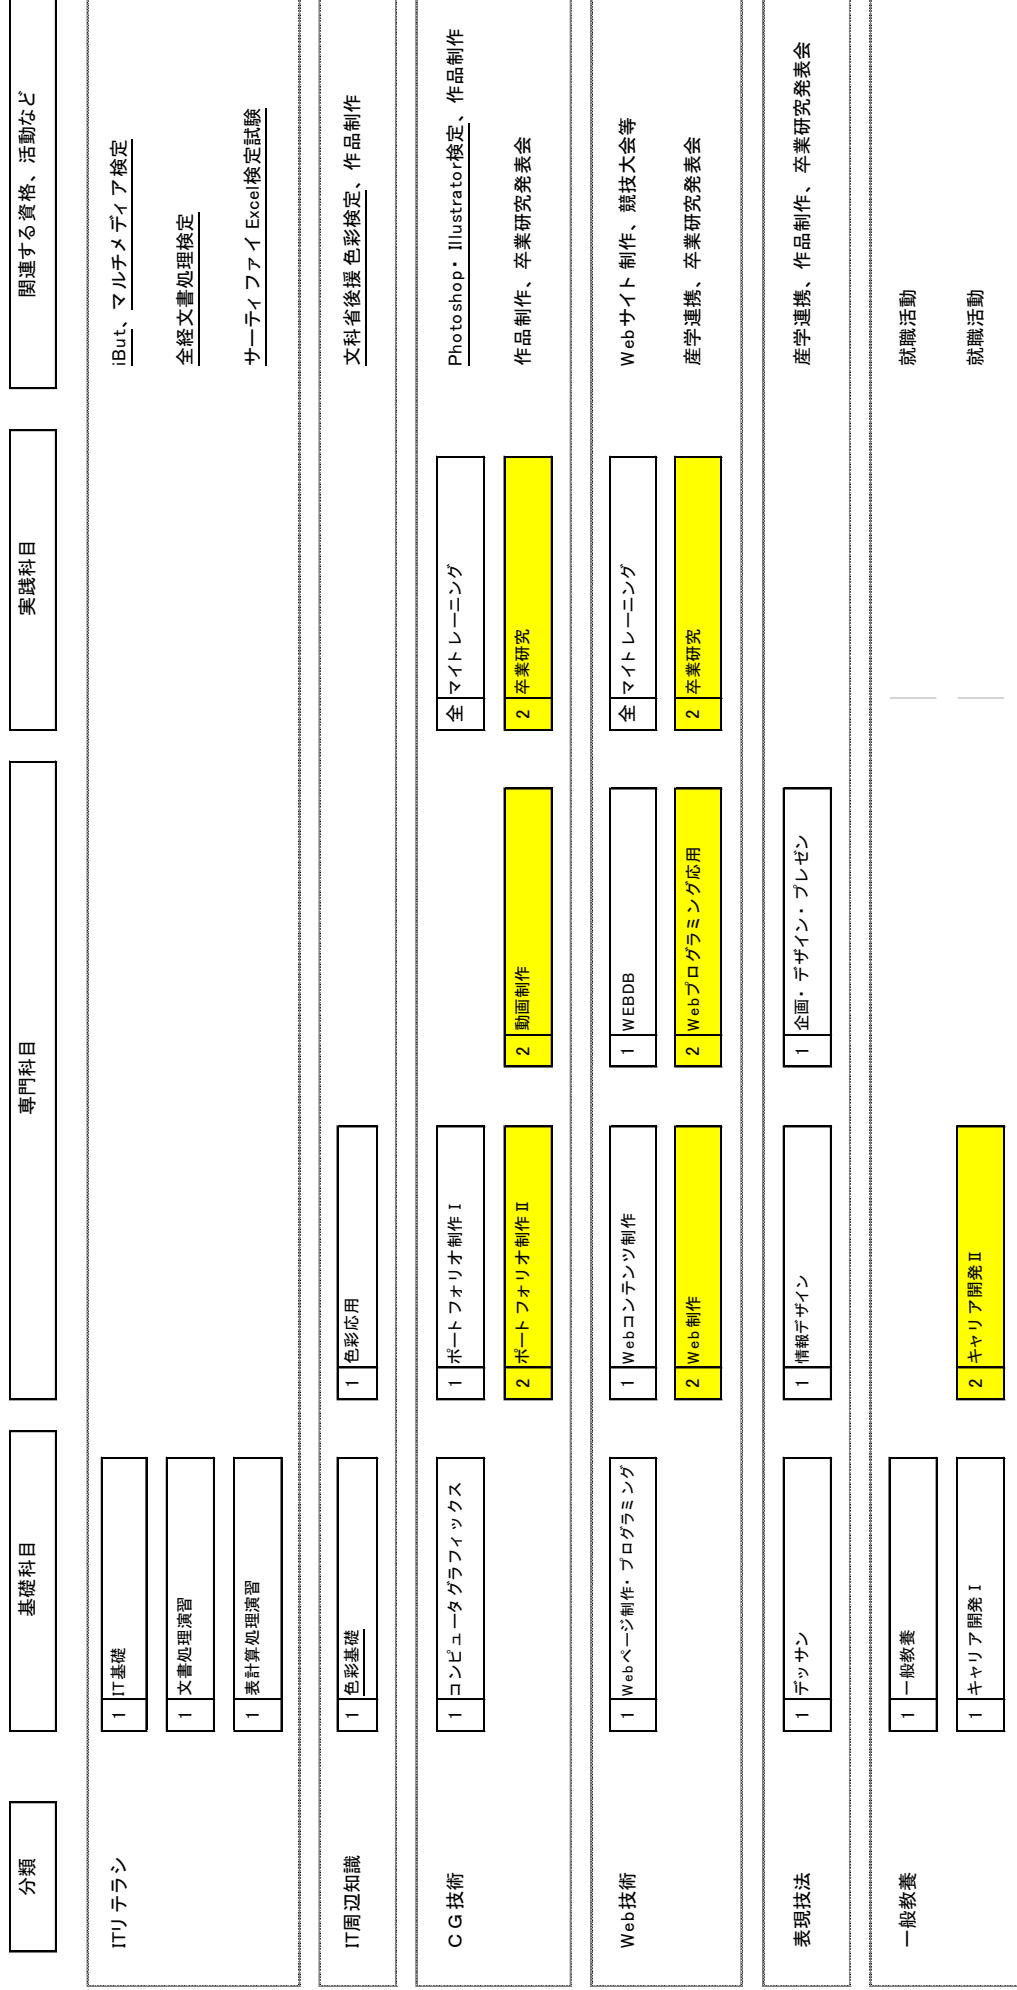 分類
基礎科目
専門科目
実践科目
関連する資格、活動など
ITリテラシ
1 IT基礎
iBut、マルチメディア検定
1 文書処理演習
全経文書処理検定
1 表計算処理演習
サーティファイExcel検定試験
IT周辺知識
1 色彩基礎
1 色彩応用
文科省後援 色彩検定、作品制作
CG技術
1 コンピュータグラフィックス
1 ポートフォリオ制作Ⅰ
全 マイトレーニング
Photoshop・Illustrator検定、作品制作
2 ポートフォリオ制作Ⅱ
2 動画制作
2 卒業研究
作品制作、卒業研究発表会
Web技術
1 Webページ制作・プログラミング
1 Webコンテンツ制作
1 WEBDB
全 マイトレーニング
Webサイト制作、競技大会等
2 Web制作
2 Webプログラミング応用
2 卒業研究
産学連携、卒業研究発表会
表現技法
1 デッサン
1 情報デザイン
1 企画・デザイン・プレゼン
産学連携、作品制作、卒業研究発表会
一般教養
1 一般教養
就職活動
1 キャリア開発Ⅰ
2 キャリア開発Ⅱ
就職活動